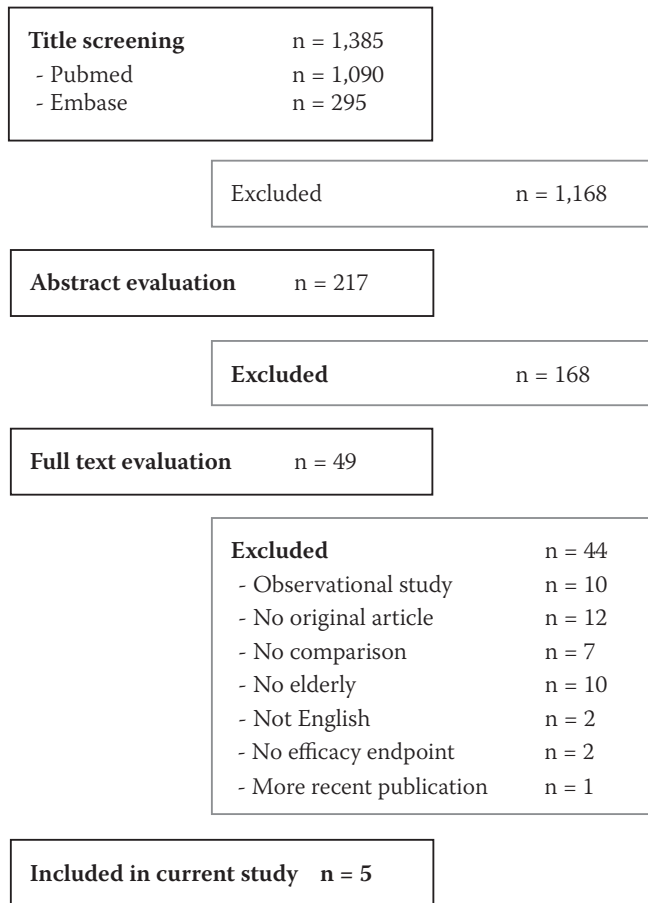 Title screening n = 1,385
- Pubmed n = 1,090
- Embase n = 295
Excluded n = 1,168
Abstract evaluation n = 217
Excluded n = 168
Full text evaluation n = 49
Excluded n = 44
- Observational study n = 10
- No original article n = 12
- No comparison n = 7
- No elderly n = 10
- Not English n = 2
- No efficacy endpoint n = 2
- More recent publication n = 1
Included in current study n = 5